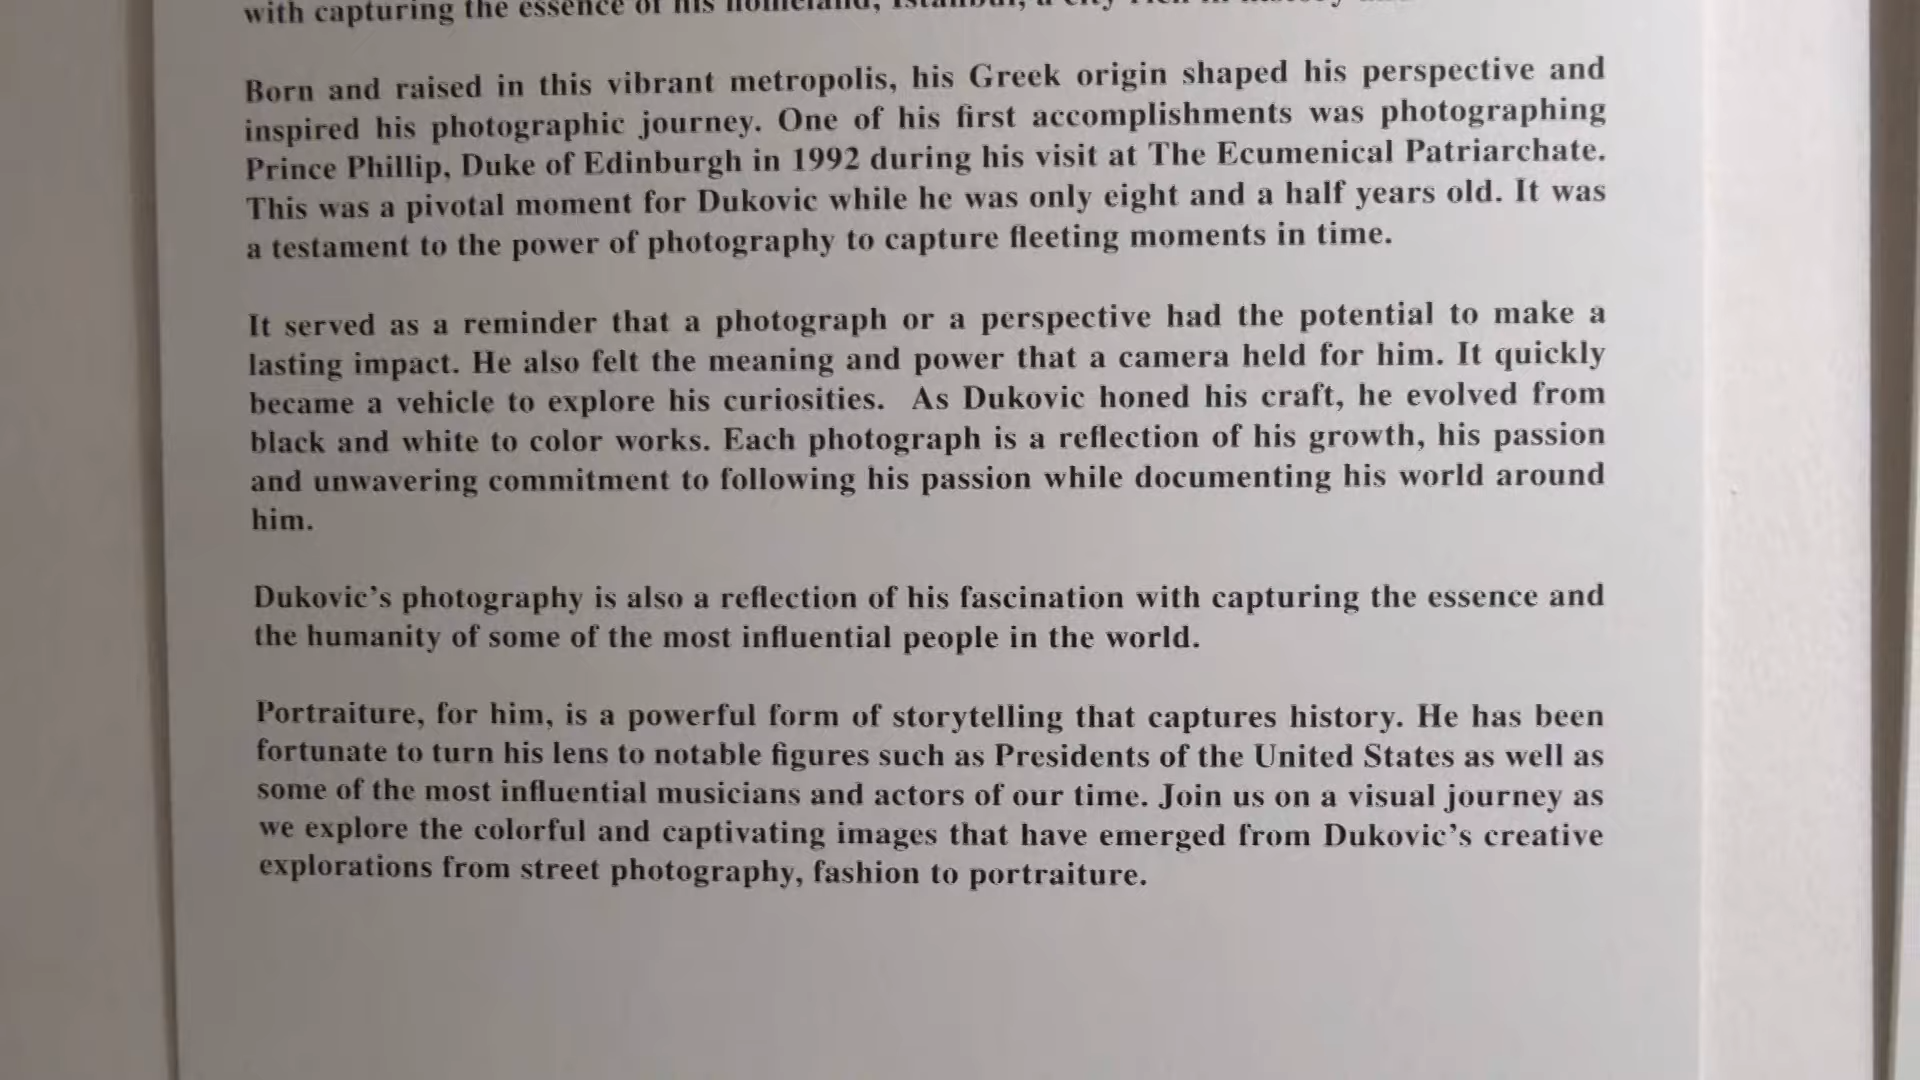 with capturing the essence of his homeland, Istanbul, a city rich in history
Born and raised in this vibrant metropolis, his Greek origin shaped his perspective and
inspired his photographic journey. One of his first accomplishments was photographing
Prince Phillip, Duke of Edinburgh in 1992 during his visit at The Ecumenical Patriarchate.
This was a pivotal moment for Dukovic while he was only eight and a half years old. It was
a testament to the power of photography to capture fleeting moments in time.
It served as a reminder that a photograph or a perspective had the potential to make a
lasting impact. He also felt the meaning and power that a camera held for him. It quickly
became a vehicle to explore his curiosities. As Dukovic honed his craft, he evolved from
black and white to color works. Each photograph is a reflection of his growth, his passion
and unwavering commitment to following his passion while documenting his world around
him.
Dukovic’s photography is also a reflection of his fascination with capturing the essence and
the humanity of some of the most influential people in the world.
Portraiture, for him, is a powerful form of storytelling that captures history. He has been
fortunate to turn his lens to notable figures such as Presidents of the United States as well as
some of the most influential musicians and actors of our time. Join us on a visual journey as
we explore the colorful and captivating images that have emerged from Dukovic’s creative
explorations from street photography, fashion to portraiture.